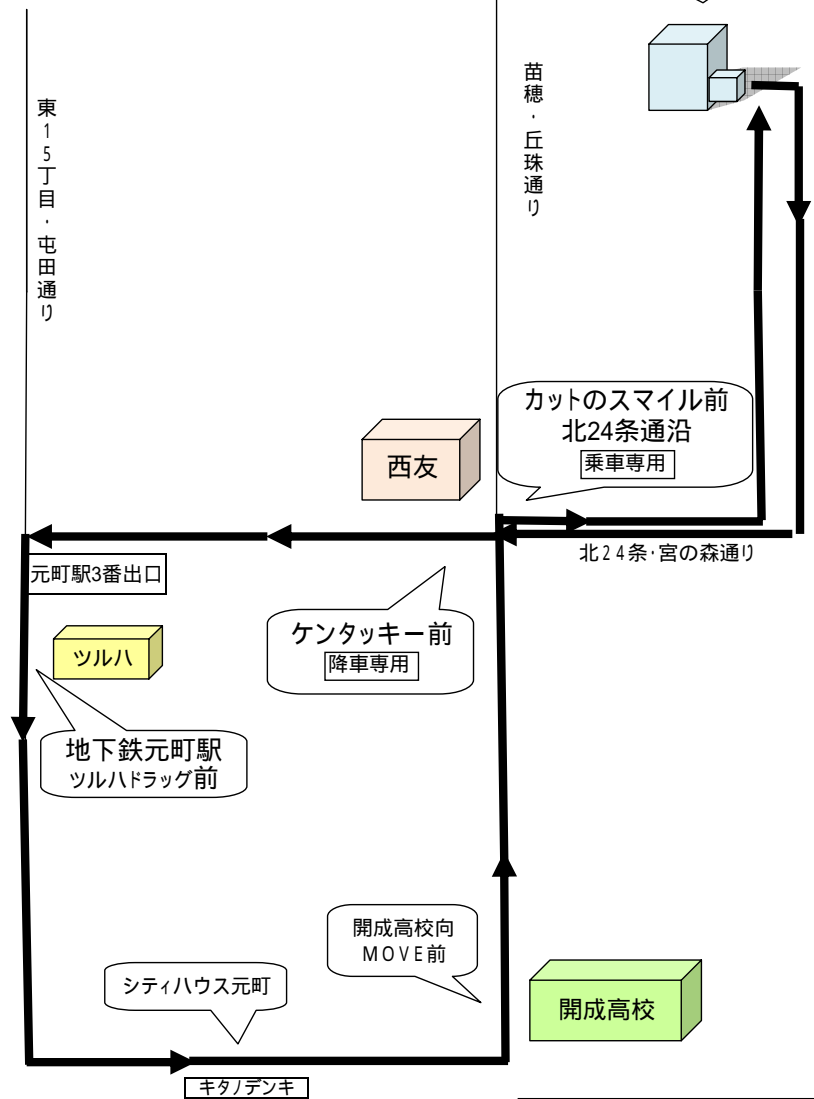 東15丁目・屯田通り
苗穂・丘珠通り
カットのスマイル前
北24条通沿
乗車専用
西友
北24条・宮の森通り
元町駅3番出口
ケンタッキー前
降車専用
ツルハ
地下鉄元町駅
ツルハドラッグ前
開成高校向
MOVE前
シティハウス元町
開成高校
キタノデンキ